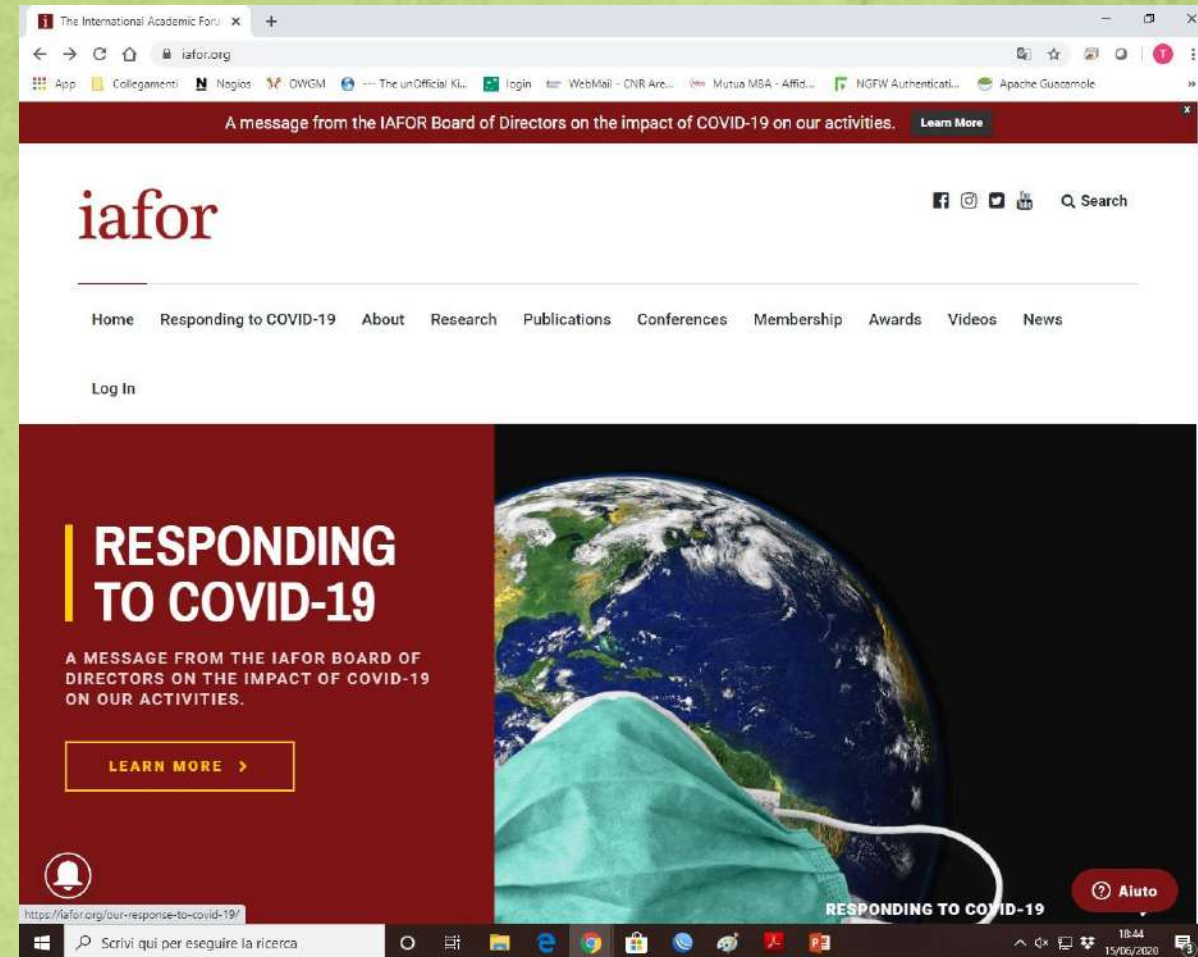 The International Academic Foru
iafor.org
App Collegamenti Nagios OWGM --- The unOfficial Ki... login WebMail - CNR Are... Mutua MBA - Affid... NGFW Authenticati... Apache Guacamole »
A message from the IAFOR Board of Directors on the impact of COVID-19 on our activities. Learn More
iafor
Search
Home Responding to COVID-19 About Research Publications Conferences Membership Awards Videos News
Log In
RESPONDING
TO COVID-19
A MESSAGE FROM THE IAFOR BOARD OF
DIRECTORS ON THE IMPACT OF COVID-19
ON OUR ACTIVITIES.
LEARN MORE >
Aiuto
RESPONDING TO COVID-19
https://iafor.org/our-response-to-covid-19/
Scrivi qui per eseguire la ricerca
18:44
15/06/2020